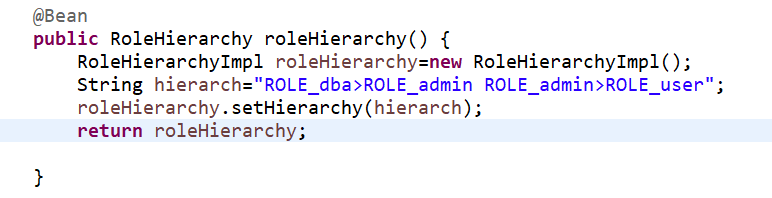 @Bean
public RoleHierarchy roleHierarchy() {
RoleHierarchyImpl roleHierarchy=new RoleHierarchyImpl();
String hierarch="ROLE_dba>ROLE_admin ROLE_admin>ROLE_user";
roleHierarchy.setHierarchy(hierarch);
return roleHierarchy;
}